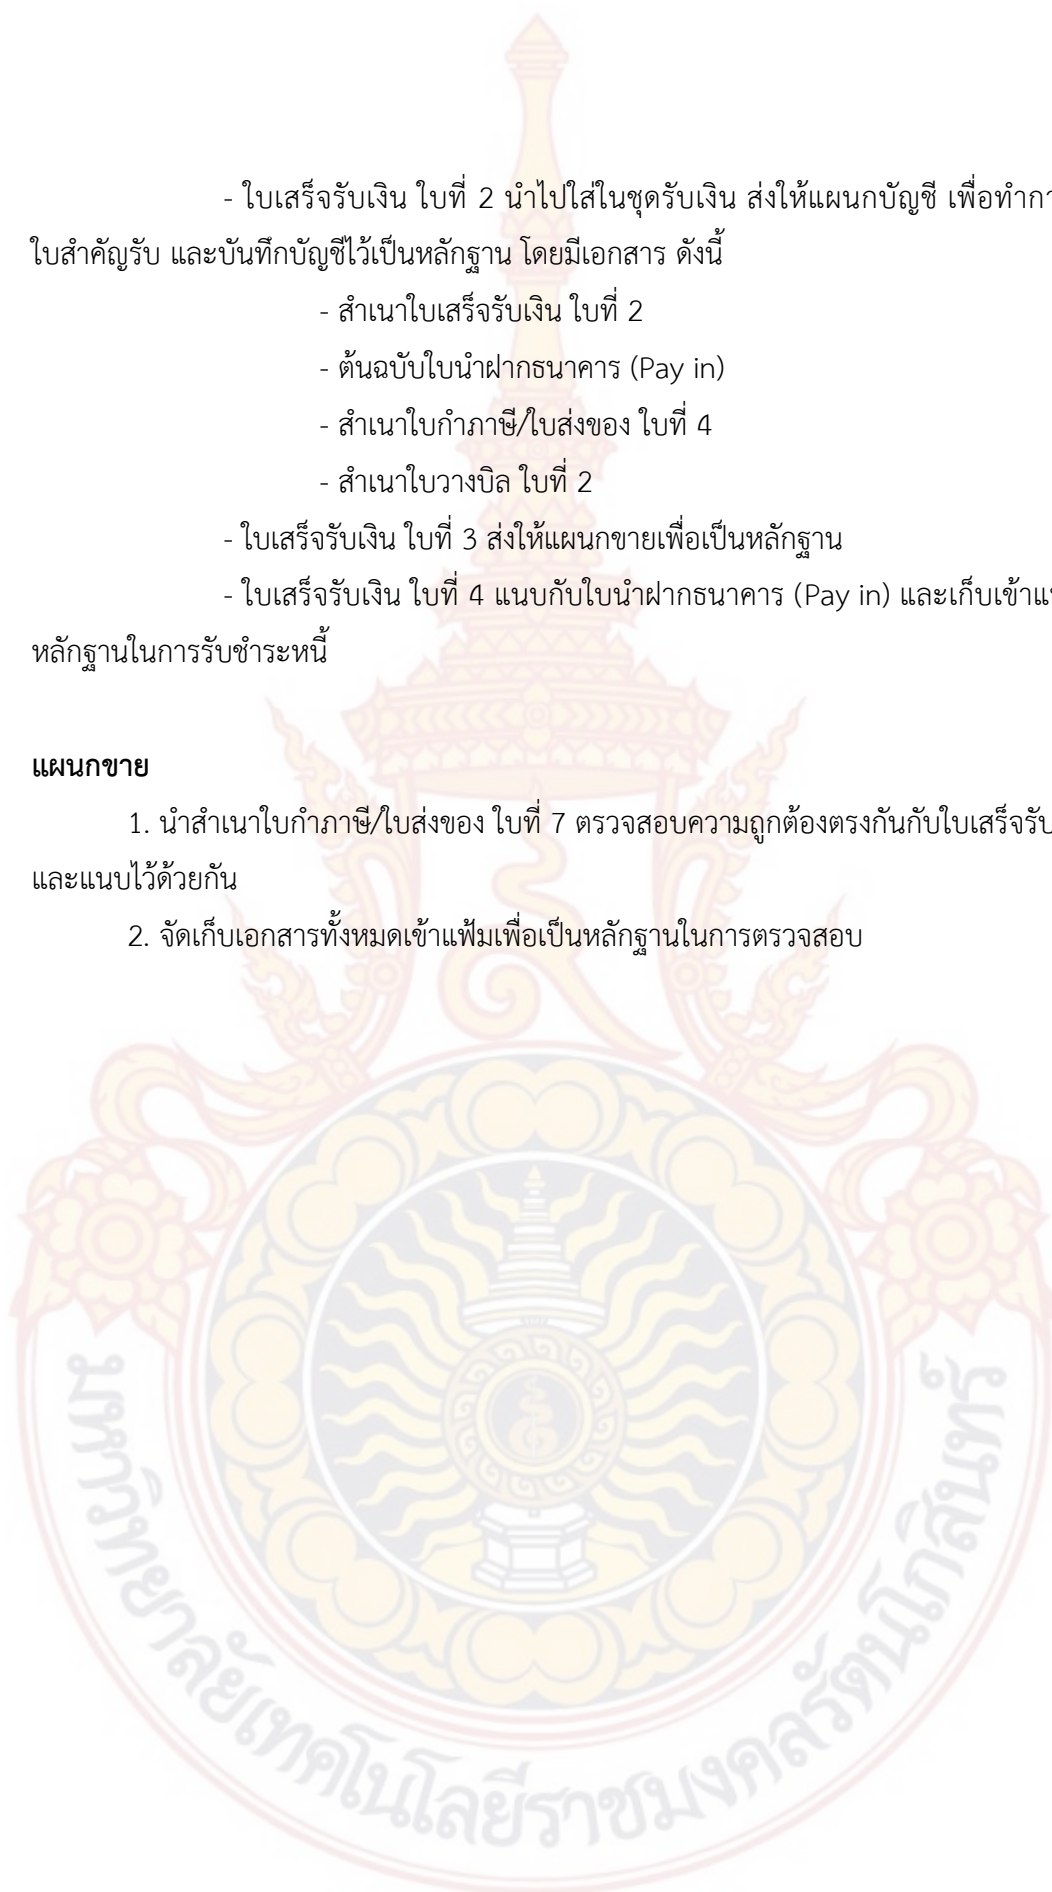 - ใบเสร็จรับเงิน ใบที่ 2 นำไปใส่ในชุดรับเงิน ส่งให้แผนกบัญชี เพื่อทำกา
ใบสำคัญรับ และบันทึกบัญชีไว้เป็นหลักฐาน โดยมีเอกสาร ดังนี้
- สำเนาใบเสร็จรับเงิน ใบที่ 2
- ต้นฉบับใบนำฝากธนาคาร (Pay in)
- สำเนาใบกำภาษี/ใบส่งของ ใบที่ 4
- สำเนาใบวางบิล ใบที่ 2
- ใบเสร็จรับเงิน ใบที่ 3 ส่งให้แผนกขายเพื่อเป็นหลักฐาน
- ใบเสร็จรับเงิน ใบที่ 4 แนบกับใบนำฝากธนาคาร (Pay in) และเก็บเข้า
หลักฐานในการรับชำระหนี้
แผนกขาย
1. นำสำเนาใบกำภาษี/ใบส่งของ ใบที่ 7 ตรวจสอบความถูกต้องตรงกันกับใบเสร็จรับ
และแนบไว้ด้วยกัน
2. จัดเก็บเอกสารทั้งหมดเข้าแฟ้มเพื่อเป็นหลักฐานในการตรวจสอบ
มหาวิทยาลัยเทคโนโลยีราชมงคลรัตนโกสินทร์